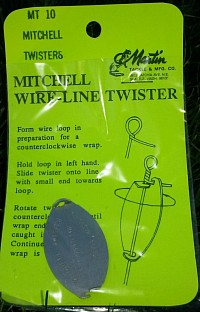 MT 10
MITCHELL
TWISTERS
Martin
TACKLE & MFG. CO.
MITCHELL
WIRE-LINE TWISTER
Form wire loop in
preparation for a
counterclockwise wrap.
Hold loop in left hand.
Slide twister onto line
with small end towards
loop.
Rotate
counterc
wrap end
caught
Continue
wrap is